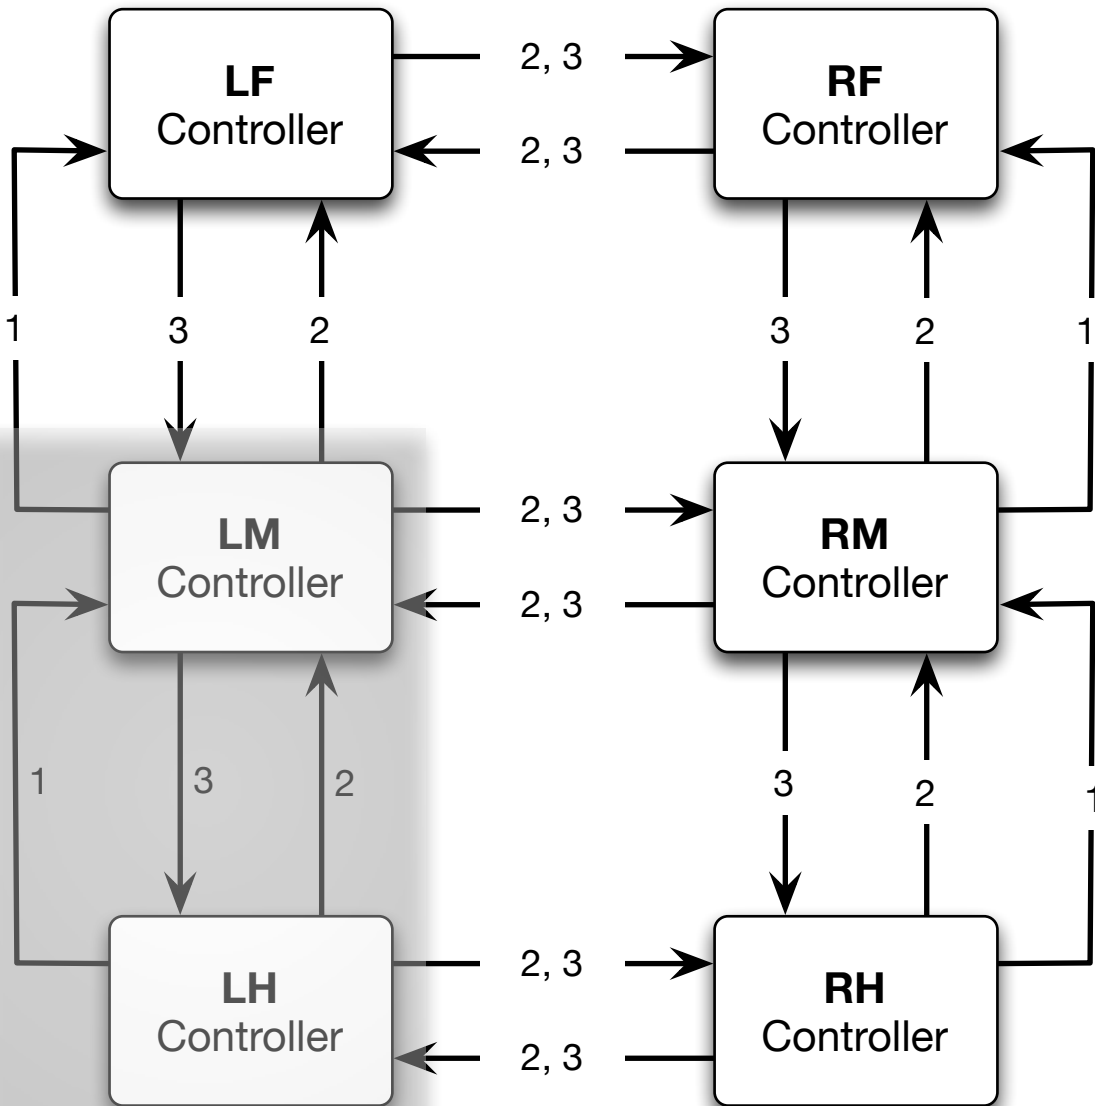 LF
Controller
2, 3
RF
Controller
2, 3
1
3
2
3
2
1
LM
Controller
2, 3
RM
Controller
2, 3
1
3
2
3
2
1
LH
Controller
2, 3
RH
Controller
2, 3